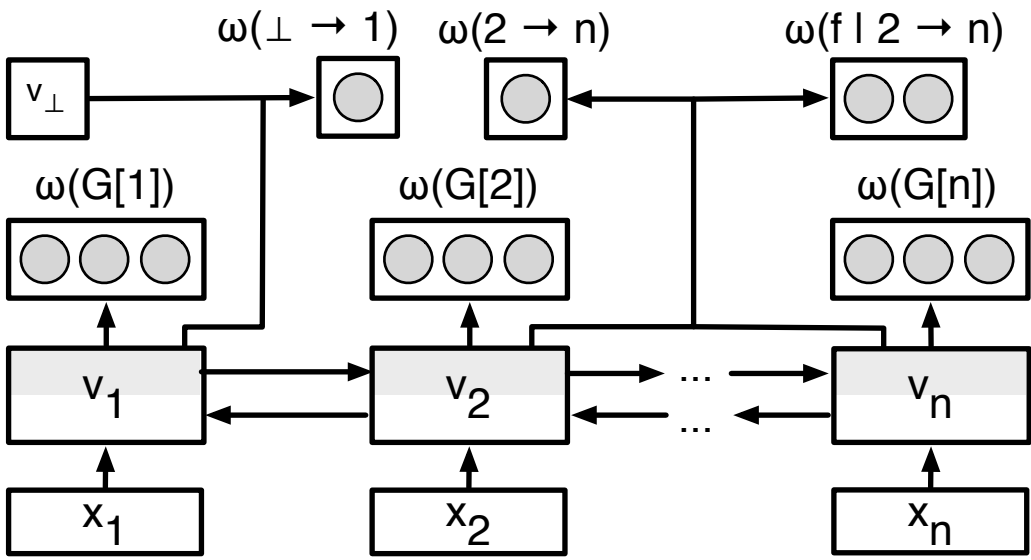 ω(⊥ → 1) ω(2 → n) ω(f | 2 → n)
v⊥
ω(G[1]) ω(G[2]) ω(G[n])
v1 v2 ... vn
...
x1 x2 xn